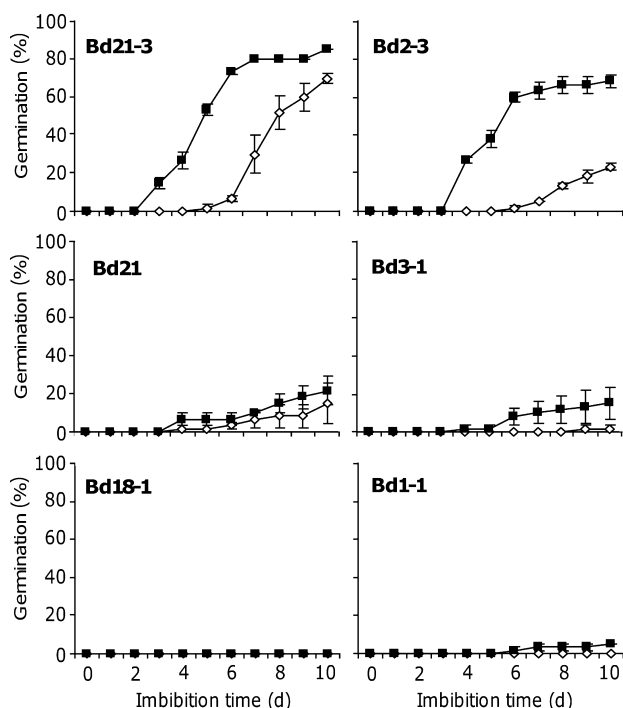 100
80
60
40
20
0
Germination (%)
Bd21-3
Bd2-3
100
80
60
40
20
0
Germination (%)
Bd21
Bd3-1
100
80
60
40
20
0
Germination (%)
Bd18-1
Bd1-1
0 2 4 6 8 10
0 2 4 6 8 10
Imbibition time (d)
Imbibition time (d)